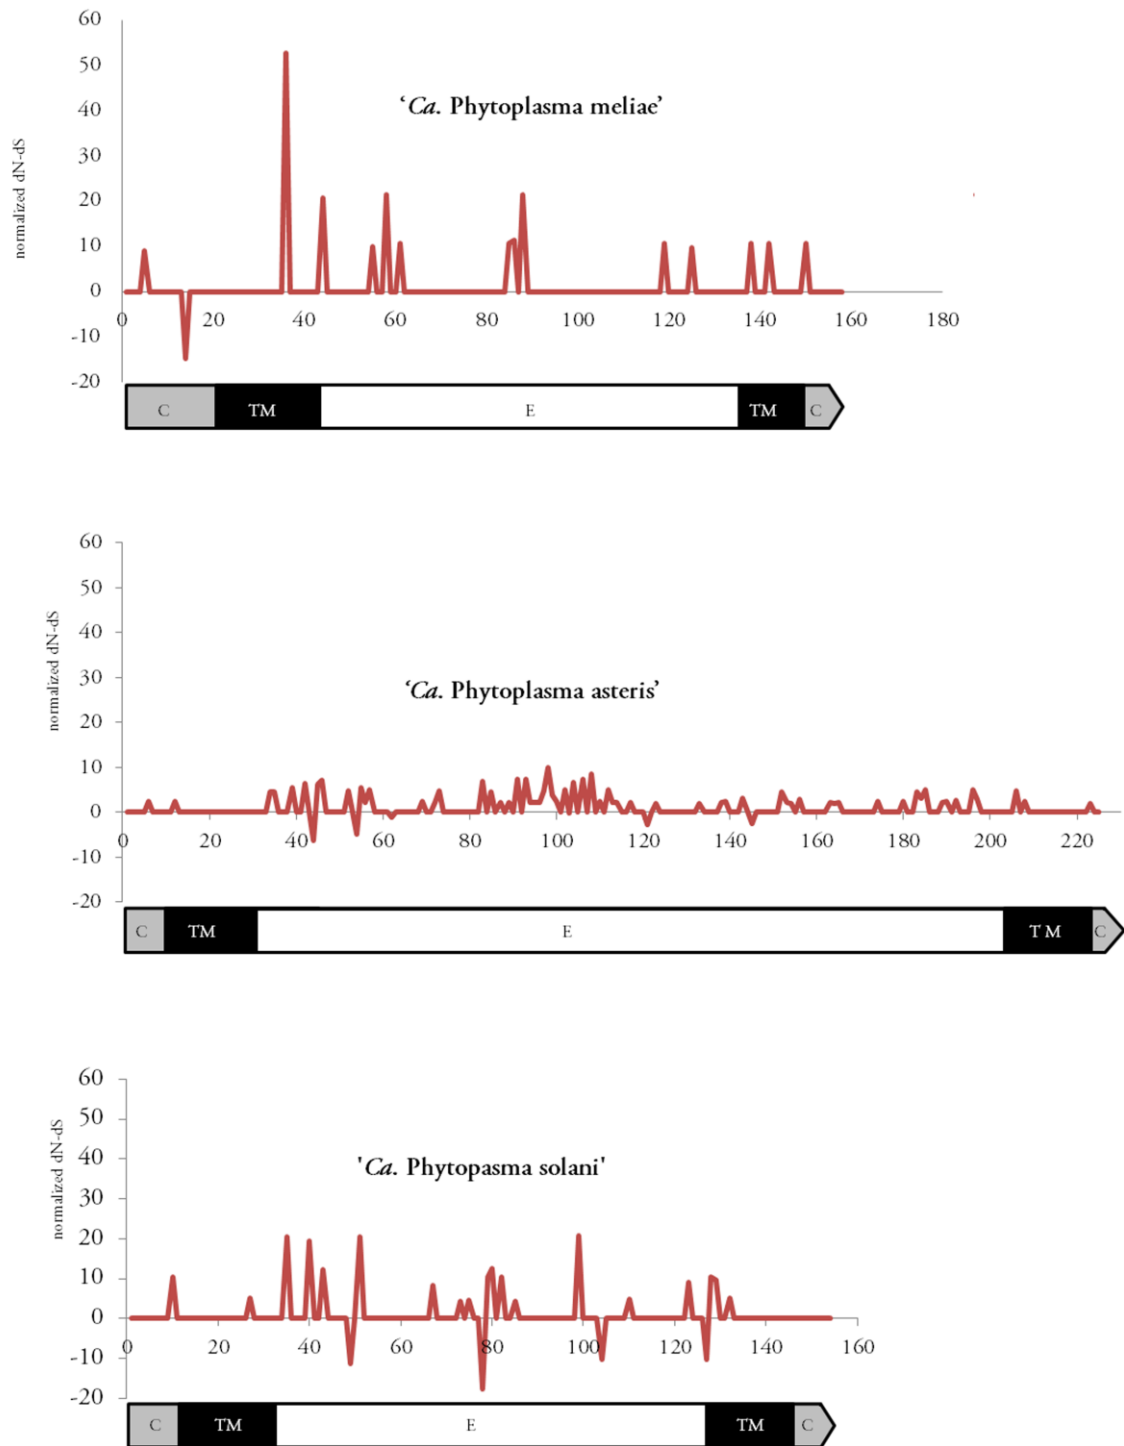 60
50
40
30
20
10
0
-10
-20
normalized dN-dS
‘Ca. Phytoplasma meliae’
0 20 40 60 80 100 120 140 160 180
C TM E TM C
60
50
40
30
20
10
0
-10
-20
normalized dN-dS
‘Ca. Phytoplasma asteris’
0 20 40 60 80 100 120 140 160 180 200 220
C TM E T M C
60
50
40
30
20
10
0
-10
-20
normalized dN-dS
'Ca. Phytopasma solani'
0 20 40 60 80 100 120 140 160
C TM E TM C